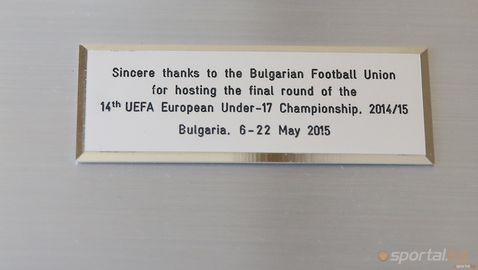 Sincere thanks to the Bulgarian Football Union
for hosting the final round of the
14th UEFA European Under-17 Championship, 2014/15
Bulgaria, 6-22 May 2015
sportal.bg